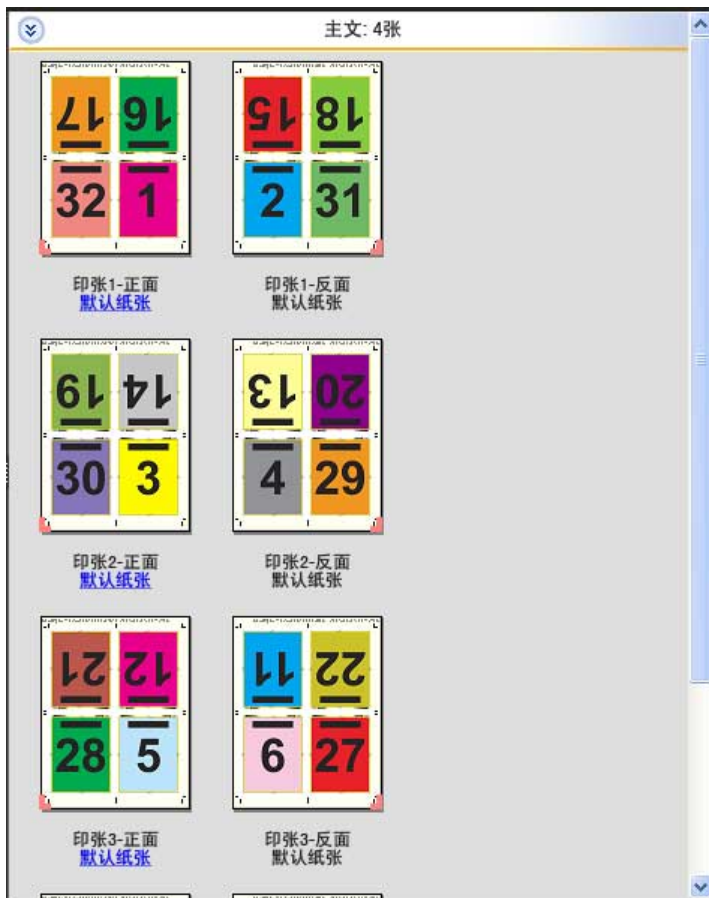 主文: 4张
17 16
32 1
15 18
2 31
印张1-正面
默认纸张
印张1-反面
默认纸张
19 14
30 3
13 20
4 29
印张2-正面
默认纸张
印张2-反面
默认纸张
21 12
28 5
11 22
6 27
印张3-正面
默认纸张
印张3-反面
默认纸张